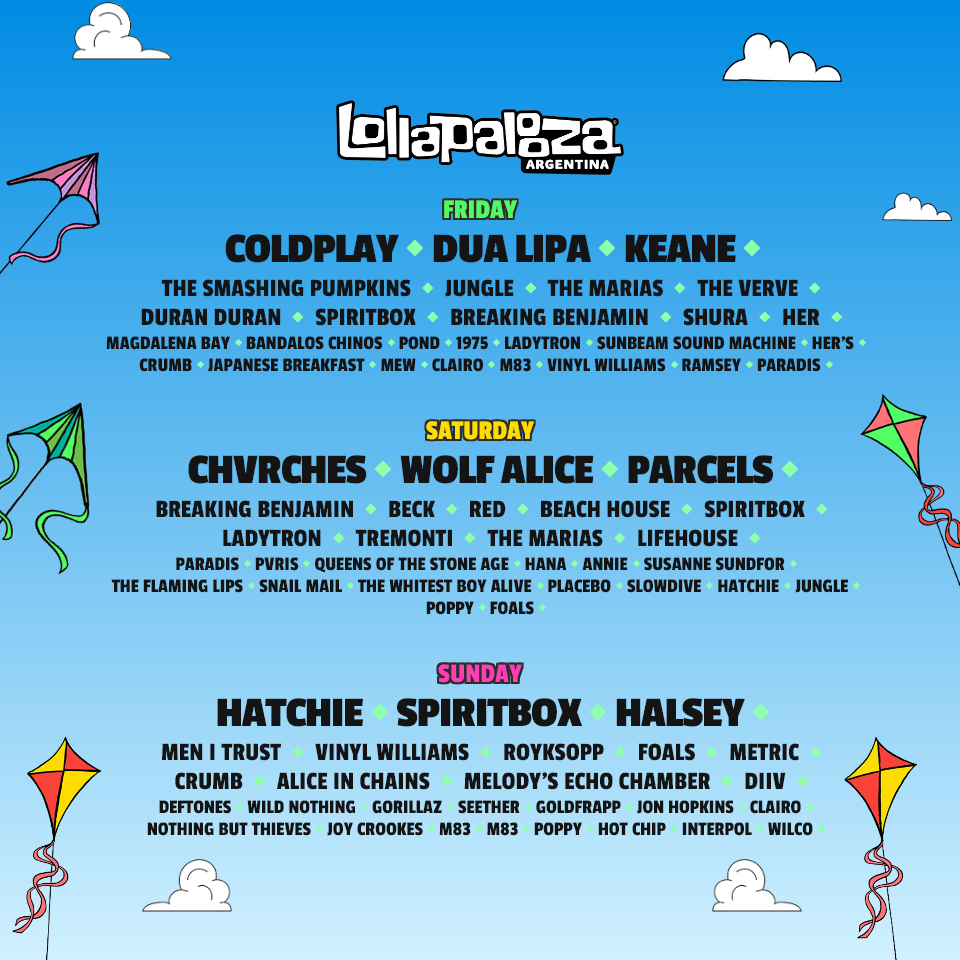 Lollapalooza
ARGENTINA
FRIDAY
COLDPLAY ◆ DUA LIPA ◆ KEANE ◆
THE SMASHING PUMPKINS ◆ JUNGLE ◆ THE MARIAS ◆ THE VERVE ◆
DURAN DURAN ◆ SPIRITBOX ◆ BREAKING BENJAMIN ◆ SHURA ◆ HER ◆
MAGDALENA BAY ◆ BANDALOS CHINOS ◆ POND ◆ 1975 ◆ LADYTRON ◆ SUNBEAM SOUND MACHINE ◆ HER'S ◆
CRUMB ◆ JAPANESE BREAKFAST ◆ MEW ◆ CLAIRO ◆ M83 ◆ VINYL WILLIAMS ◆ RAMSEY ◆ PARADIS ◆
SATURDAY
CHVRCHES ◆ WOLF ALICE ◆ PARCELS ◆
BREAKING BENJAMIN ◆ BECK ◆ RED ◆ BEACH HOUSE ◆ SPIRITBOX ◆
LADYTRON ◆ TREMONTI ◆ THE MARIAS ◆ LIFEHOUSE ◆
PARADIS ◆ PVRIS ◆ QUEENS OF THE STONE AGE ◆ HANA ◆ ANNIE ◆ SUSANNE SUNDFOR ◆
THE FLAMING LIPS ◆ SNAIL MAIL ◆ THE WHITEST BOY ALIVE ◆ PLACEBO ◆ SLOWDIVE ◆ HATCHIE ◆ JUNGLE ◆
POPPY ◆ FOALS ◆
SUNDAY
HATCHIE ◆ SPIRITBOX ◆ HALSEY ◆
MEN I TRUST ◆ VINYL WILLIAMS ◆ ROYKSOPP ◆ FOALS ◆ METRIC ◆
CRUMB ◆ ALICE IN CHAINS ◆ MELODY'S ECHO CHAMBER ◆ DIIV ◆
DEFTONES ◆ WILD NOTHING ◆ GORILLAZ ◆ SEETHER ◆ GOLDFRAPP ◆ JON HOPKINS ◆ CLAIRO ◆
NOTHING BUT THIEVES ◆ JOY CROOKES ◆ M83 ◆ M83 ◆ POPPY ◆ HOT CHIP ◆ INTERPOL ◆ WILCO ◆